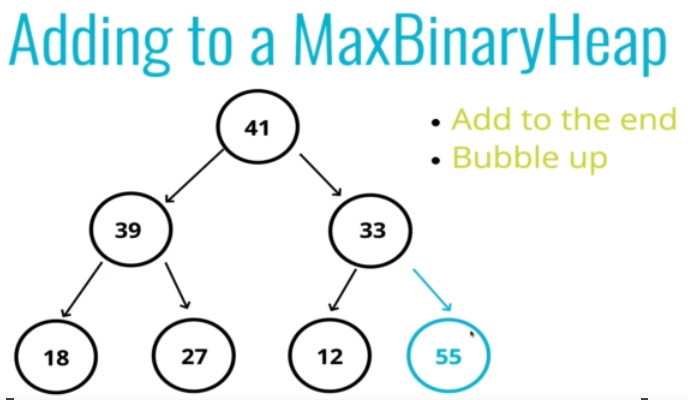 Adding to a MaxBinaryHeap
41
• Add to the end
• Bubble up
39
33
18
27
12
55